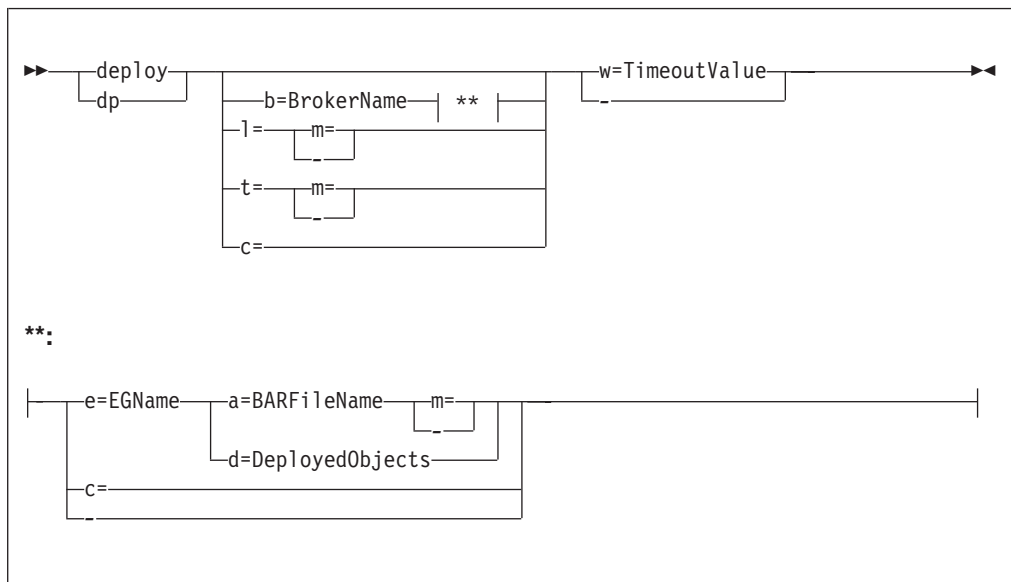 deploy w=TimeoutValue
dp b=BrokerName ** -
l= m=
-
t= m=
-
c=
**:
e=EGName a=BARFileName m=
-
d=DeployedObjects
c=
-